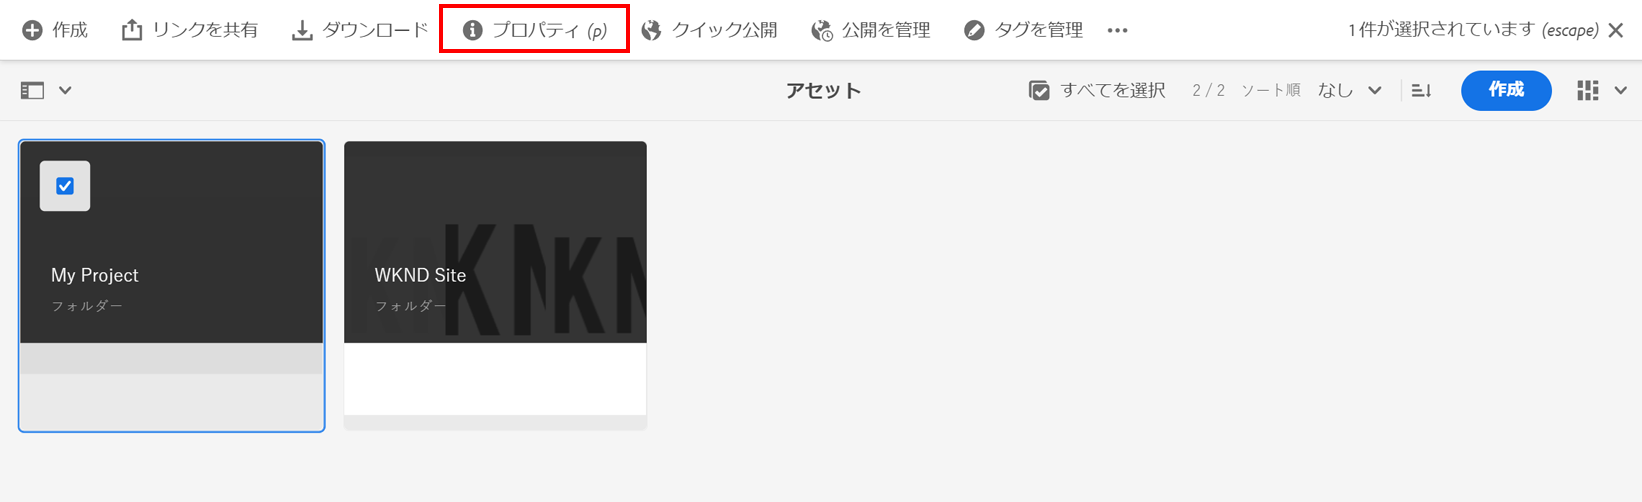 作成 リンクを共有 ダウンロード プロパティ (p) クイック公開 公開を管理 タグを管理 ••• 1件が選択されています (escape)
アセット すべてを選択 2 / 2 ソート順 なし 作成
My Project
フォルダー
WKND Site
フォルダー